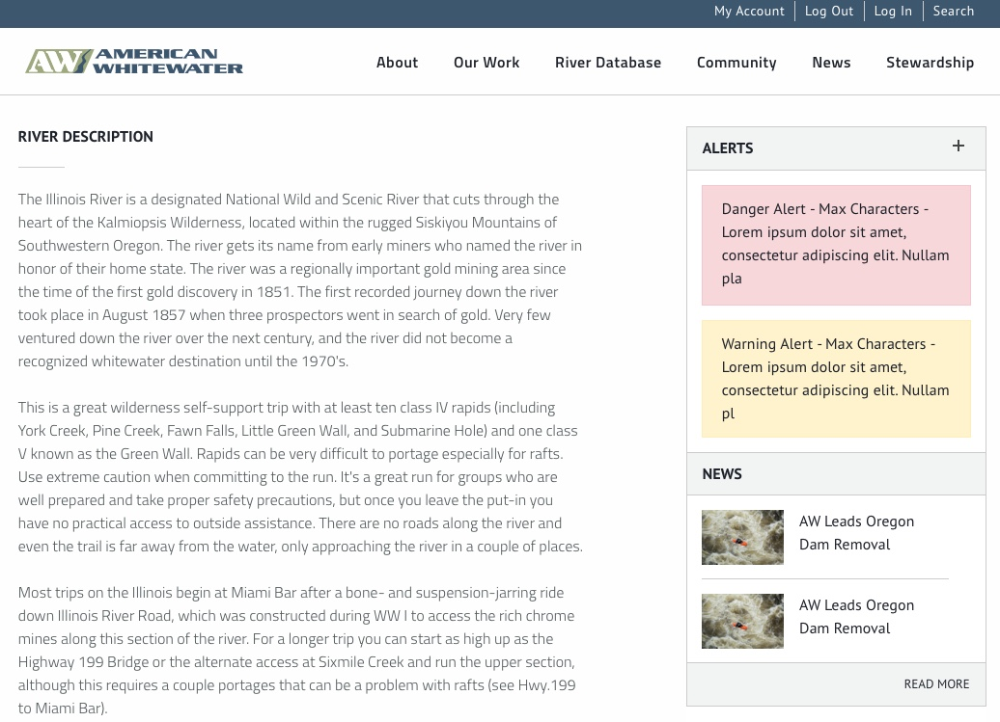 My Account
Log Out
Log In
Search
AW AMERICAN
WHITEWATER
About
Our Work
River Database
Community
News
Stewardship
RIVER DESCRIPTION
The Illinois River is a designated National Wild and Scenic River that cuts through the
heart of the Kalmiopsis Wilderness, located within the rugged Siskiyou Mountains of
Southwestern Oregon. The river gets its name from early miners who named the river in
honor of their home state. The river was a regionally important gold mining area since
the time of the first gold discovery in 1851. The first recorded journey down the river
took place in August 1857 when three prospectors went in search of gold. Very few
ventured down the river over the next century, and the river did not become a
recognized whitewater destination until the 1970's.
This is a great wilderness self-support trip with at least ten class IV rapids (including
York Creek, Pine Creek, Fawn Falls, Little Green Wall, and Submarine Hole) and one class
V known as the Green Wall. Rapids can be very difficult to portage especially for rafts.
Use extreme caution when committing to the run. It's a great run for groups who are
well prepared and take proper safety precautions, but once you leave the put-in you
have no practical access to outside assistance. There are no roads along the river and
even the trail is far away from the water, only approaching the river in a couple of places.
Most trips on the Illinois begin at Miami Bar after a bone- and suspension-jarring ride
down Illinois River Road, which was constructed during WW I to access the rich chrome
mines along this section of the river. For a longer trip you can start as high up as the
Highway 199 Bridge or the alternate access at Sixmile Creek and run the upper section,
although this requires a couple portages that can be a problem with rafts (see Hwy.199
to Miami Bar).
ALERTS +
Danger Alert - Max Characters -
Lorem ipsum dolor sit amet,
consectetur adipiscing elit. Nullam
pla
Warning Alert - Max Characters -
Lorem ipsum dolor sit amet,
consectetur adipiscing elit. Nullam
pl
NEWS
AW Leads Oregon
Dam Removal
AW Leads Oregon
Dam Removal
READ MORE